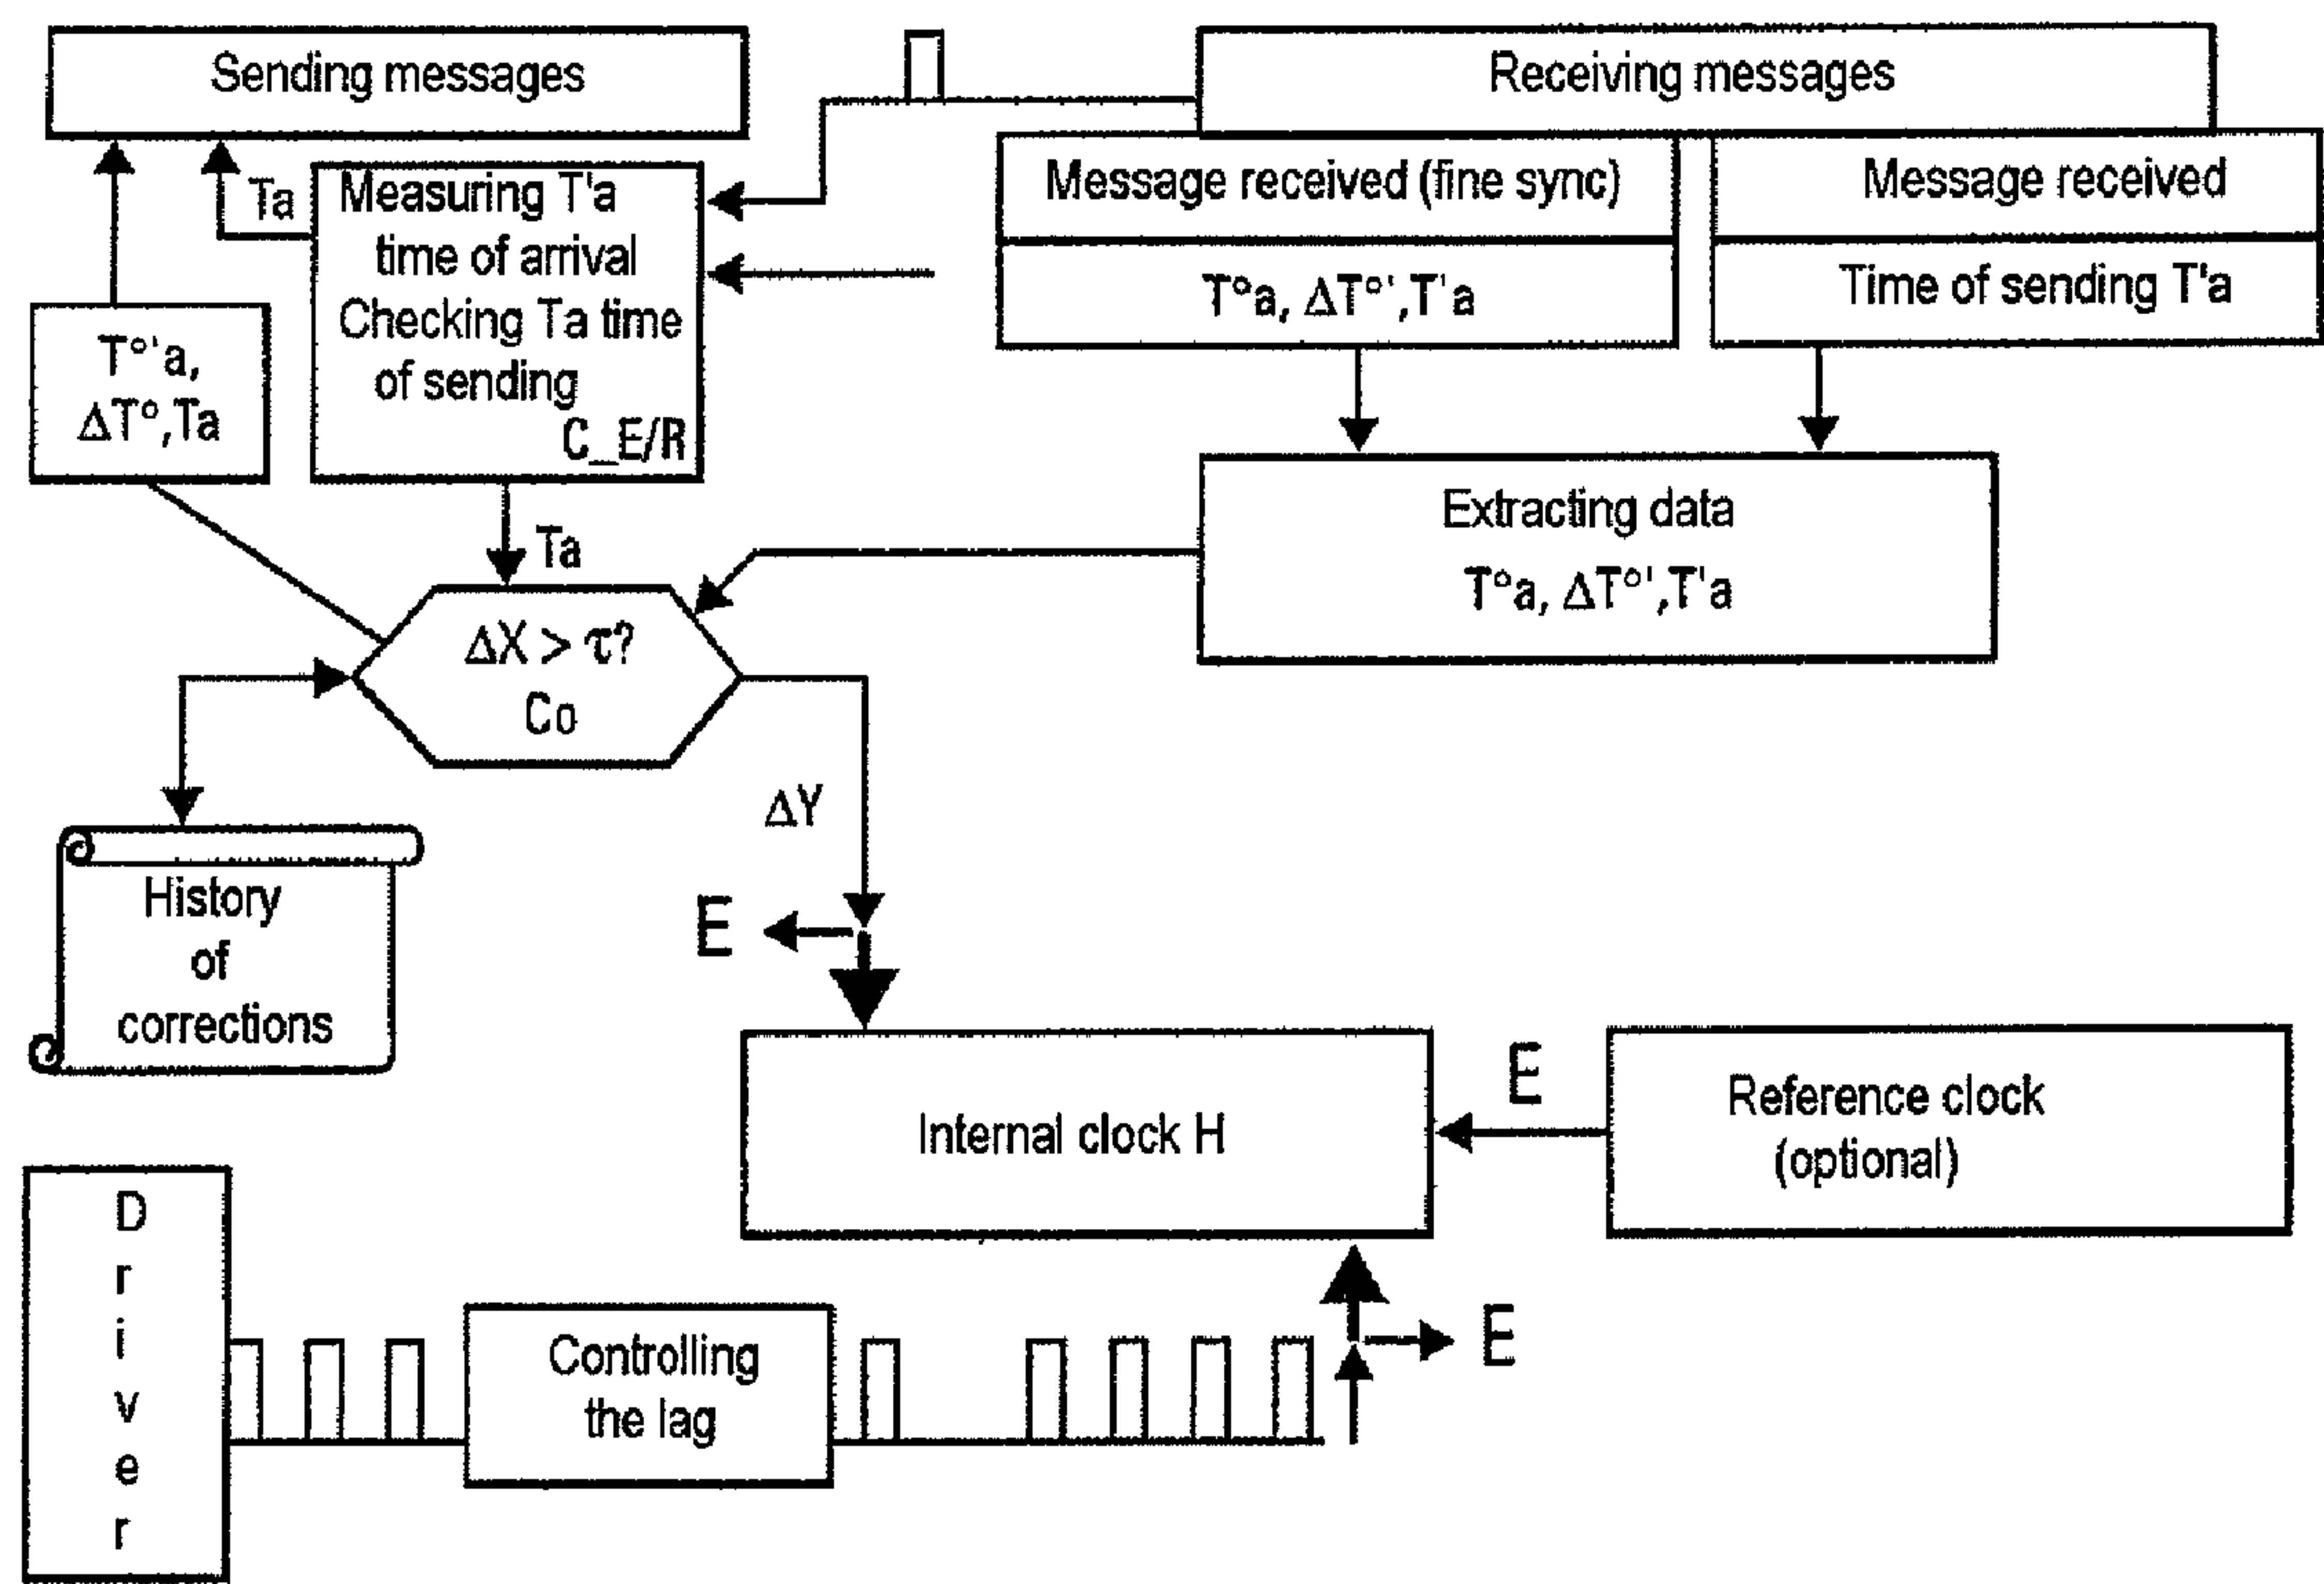 Sending messages
Receiving messages
Message received (fine sync)
Message received
Ta
Measuring T'a
time of arrival
Checking Ta time
of sending
C_E/R
T°a, ΔT°',T'a
Time of sending T'a
T°'a,
ΔT°,Ta
Ta
Extracting data
T°a, ΔT°',T'a
ΔX > τ?
Co
ΔY
History
of
corrections
E
Internal clock H
E
Reference clock
(optional)
Driver
Controlling
the lag
E